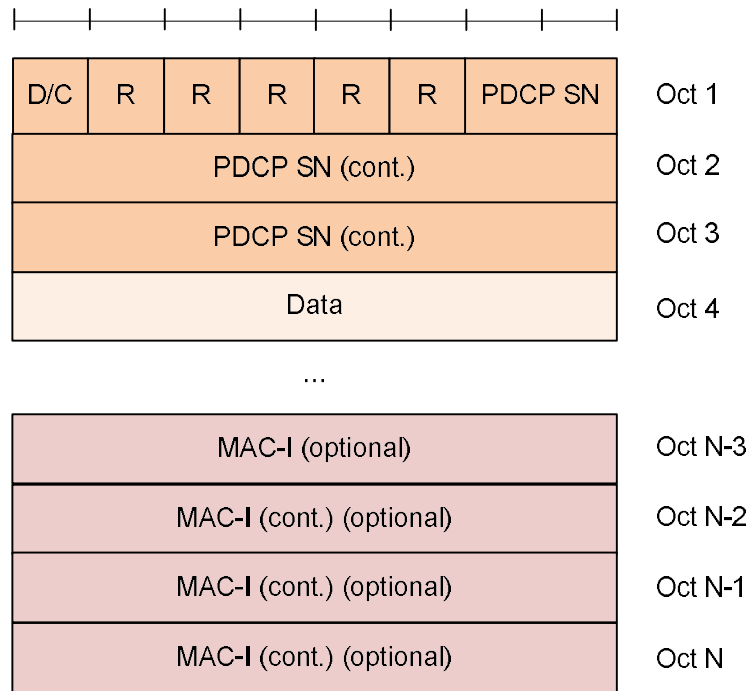 D/C R R R R R PDCP SN Oct 1
PDCP SN (cont.) Oct 2
PDCP SN (cont.) Oct 3
Data Oct 4
...
MAC-I (optional) Oct N-3
MAC-I (cont.) (optional) Oct N-2
MAC-I (cont.) (optional) Oct N-1
MAC-I (cont.) (optional) Oct N